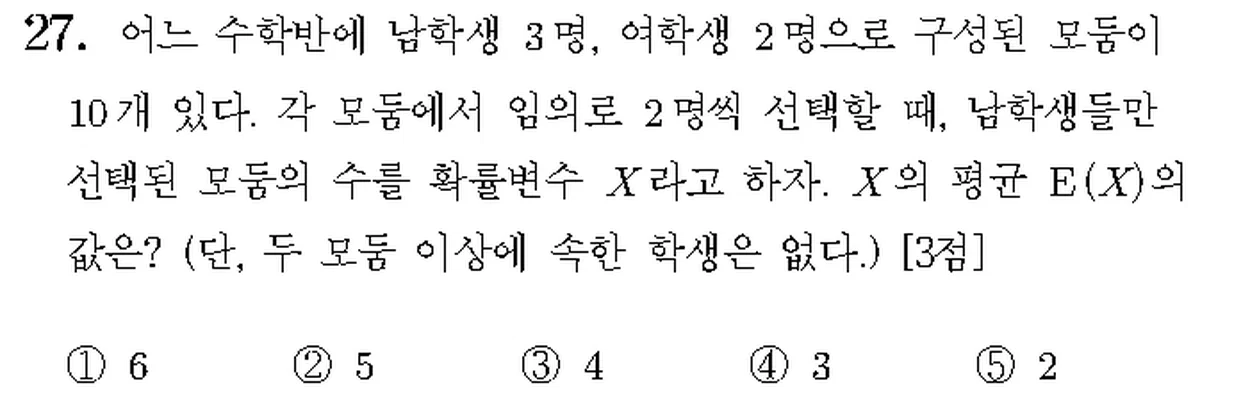 27. 어느 수학반에 남학생 3명, 여학생 2명으로 구성된 모둠이
10개 있다. 각 모둠에서 임의로 2명씩 선택할 때, 남학생들만
선택된 모둠의 수를 확률변수 X라고 하자. X의 평균 E(X)의
값은? (단, 두 모둠 이상에 속한 학생은 없다.) [3점]
① 6 ② 5 ③ 4 ④ 3 ⑤ 2